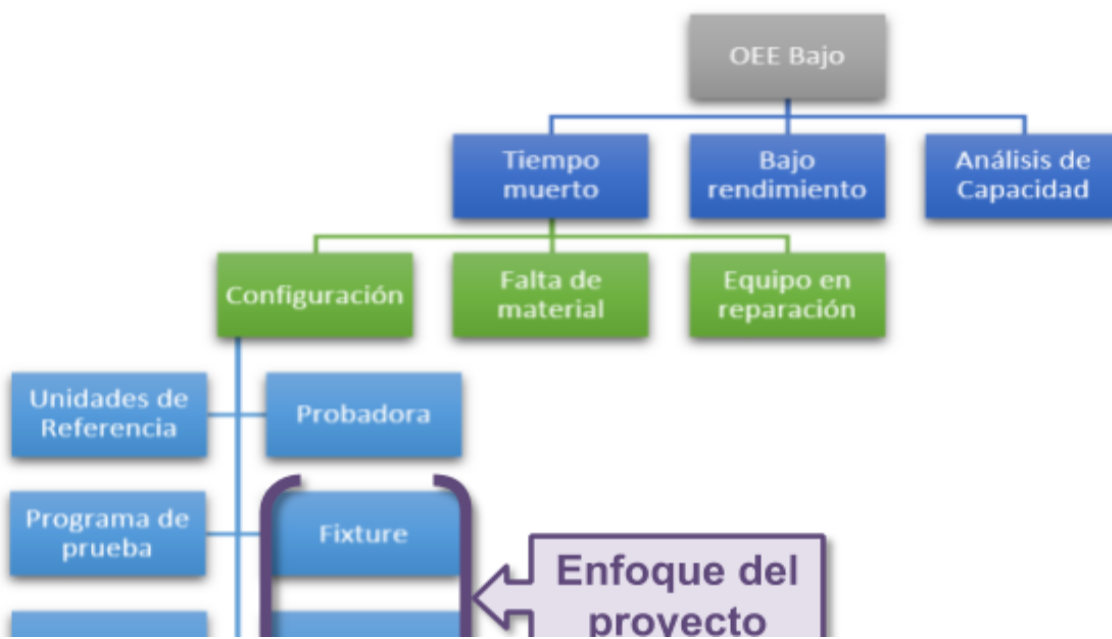 OEE Bajo
Tiempo
muerto
Bajo
rendimiento
Análisis de
Capacidad
Configuración
Falta de
material
Equipo en
reparación
Unidades de
Referencia
Probadora
Programa de
prueba
Fixture
Enfoque del
proyecto